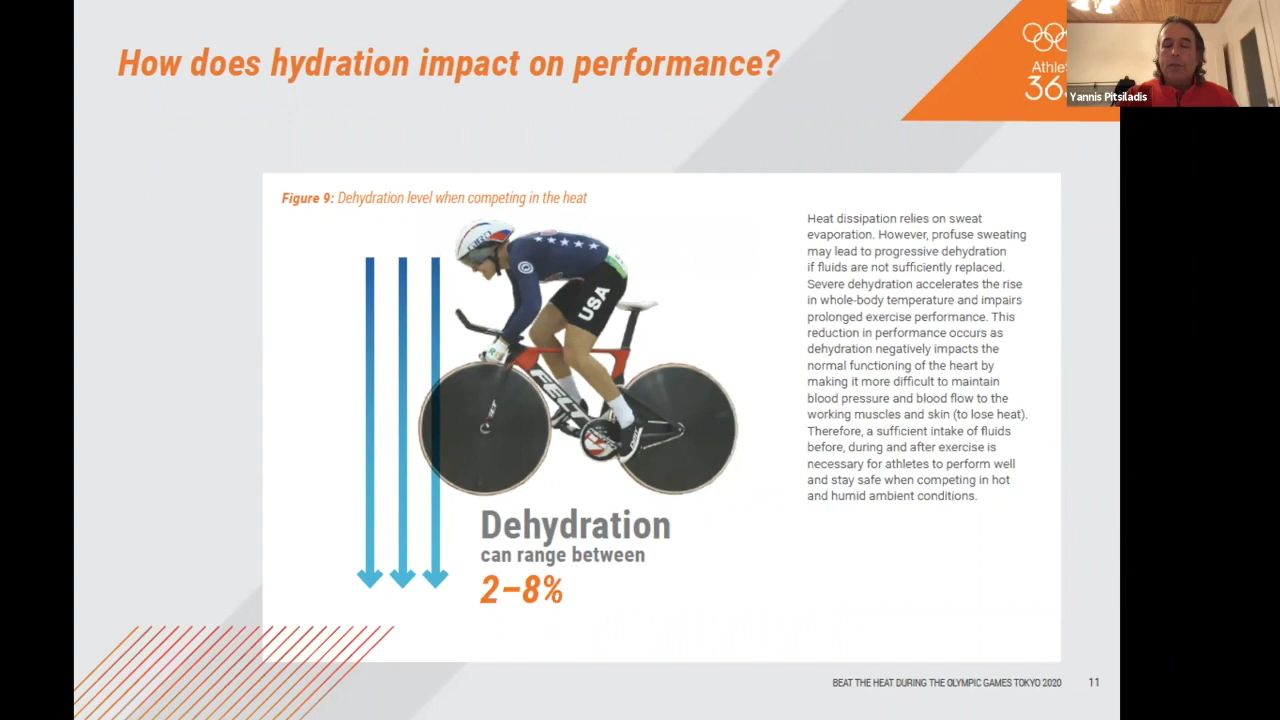 How does hydration impact on performance?
Athle
36
Yannis Pitsiladis
Figure 9: Dehydration level when competing in the heat
USA
FELT
Dehydration
can range between
2–8%
Heat dissipation relies on sweat
evaporation. However, profuse sweating
may lead to progressive dehydration
if fluids are not sufficiently replaced.
Severe dehydration accelerates the rise
in whole-body temperature and impairs
prolonged exercise performance. This
reduction in performance occurs as
dehydration negatively impacts the
normal functioning of the heart by
making it more difficult to maintain
blood pressure and blood flow to the
working muscles and skin (to lose heat).
Therefore, a sufficient intake of fluids
before, during and after exercise is
necessary for athletes to perform well
and stay safe when competing in hot
and humid ambient conditions.
BEAT THE HEAT DURING THE OLYMPIC GAMES TOKYO 2020 11